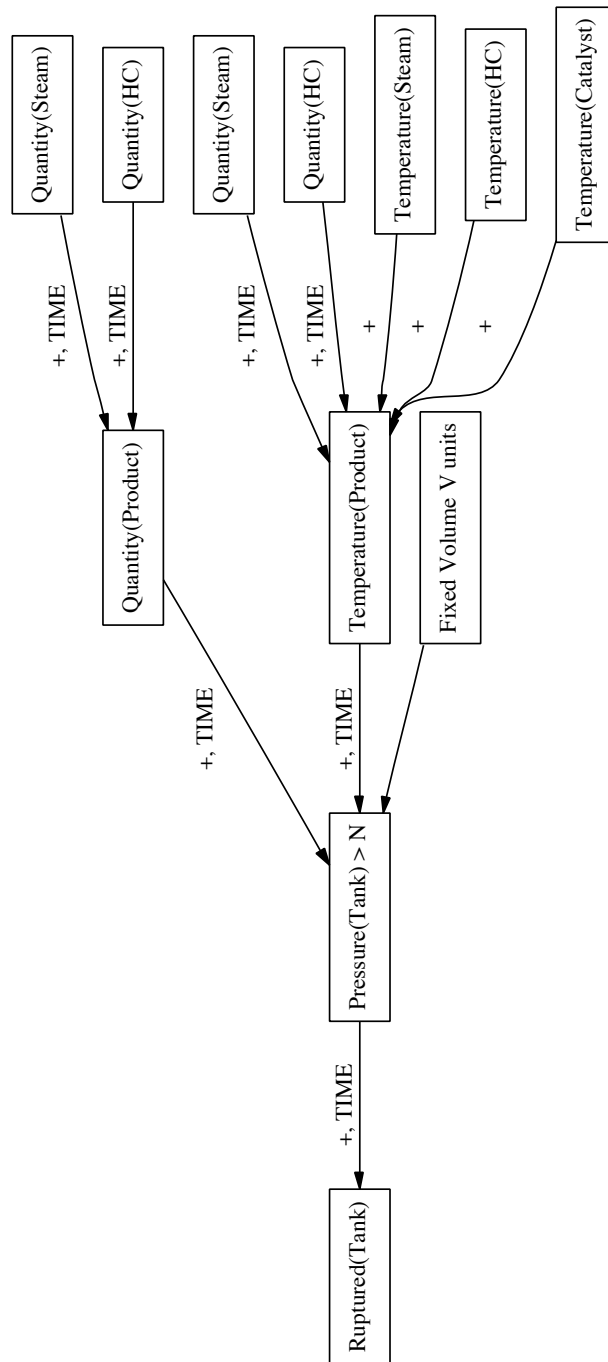 Quantity(Steam)
Quantity(HC)
Quantity(Steam)
Quantity(HC)
Temperature(Steam)
Temperature(HC)
Temperature(Catalyst)
+, TIME
+, TIME
+, TIME
+, TIME
+
+
+
Quantity(Product)
Temperature(Product)
Fixed Volume V units
+, TIME
+, TIME
Pressure(Tank) > N
+, TIME
Ruptured(Tank)